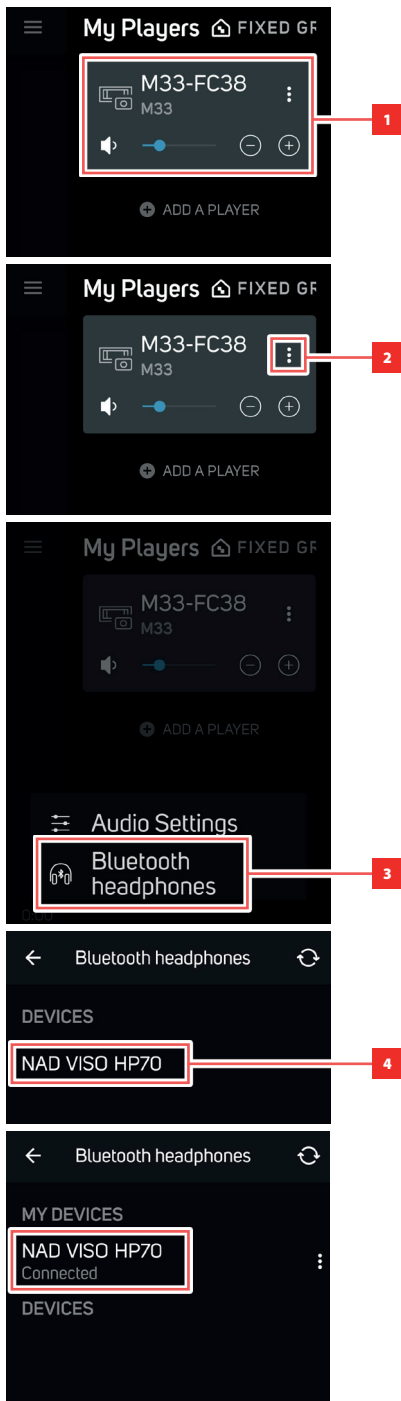 My Players FIXED GR
M33-FC38
M33
1
ADD A PLAYER
My Players FIXED GR
M33-FC38
M33
2
ADD A PLAYER
My Players FIXED GR
M33-FC38
M33
ADD A PLAYER
Audio Settings
Bluetooth
headphones
3
0:00
Bluetooth headphones
DEVICES
NAD VISO HP70
4
Bluetooth headphones
MY DEVICES
NAD VISO HP70
Connected
DEVICES